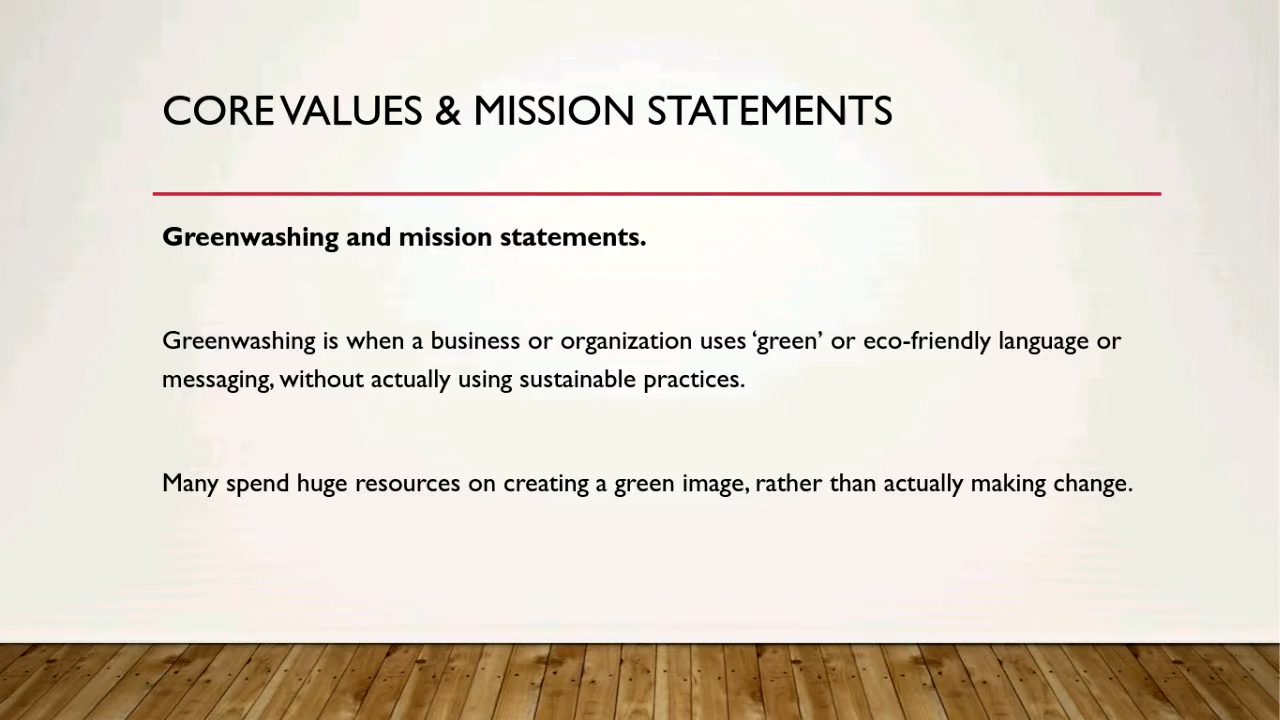 CORE VALUES & MISSION STATEMENTS
Greenwashing and mission statements.
Greenwashing is when a business or organization uses ‘green’ or eco-friendly language or
messaging, without actually using sustainable practices.
Many spend huge resources on creating a green image, rather than actually making change.